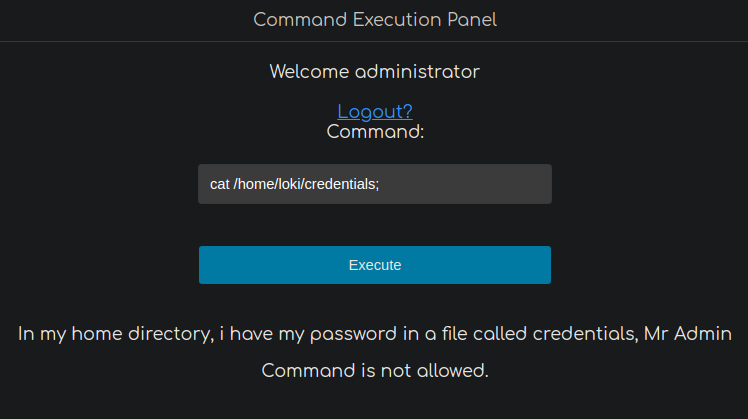 Command Execution Panel
Welcome administrator
Logout?
Command:
cat /home/loki/credentials;
Execute
In my home directory, i have my password in a file called credentials, Mr Admin
Command is not allowed.